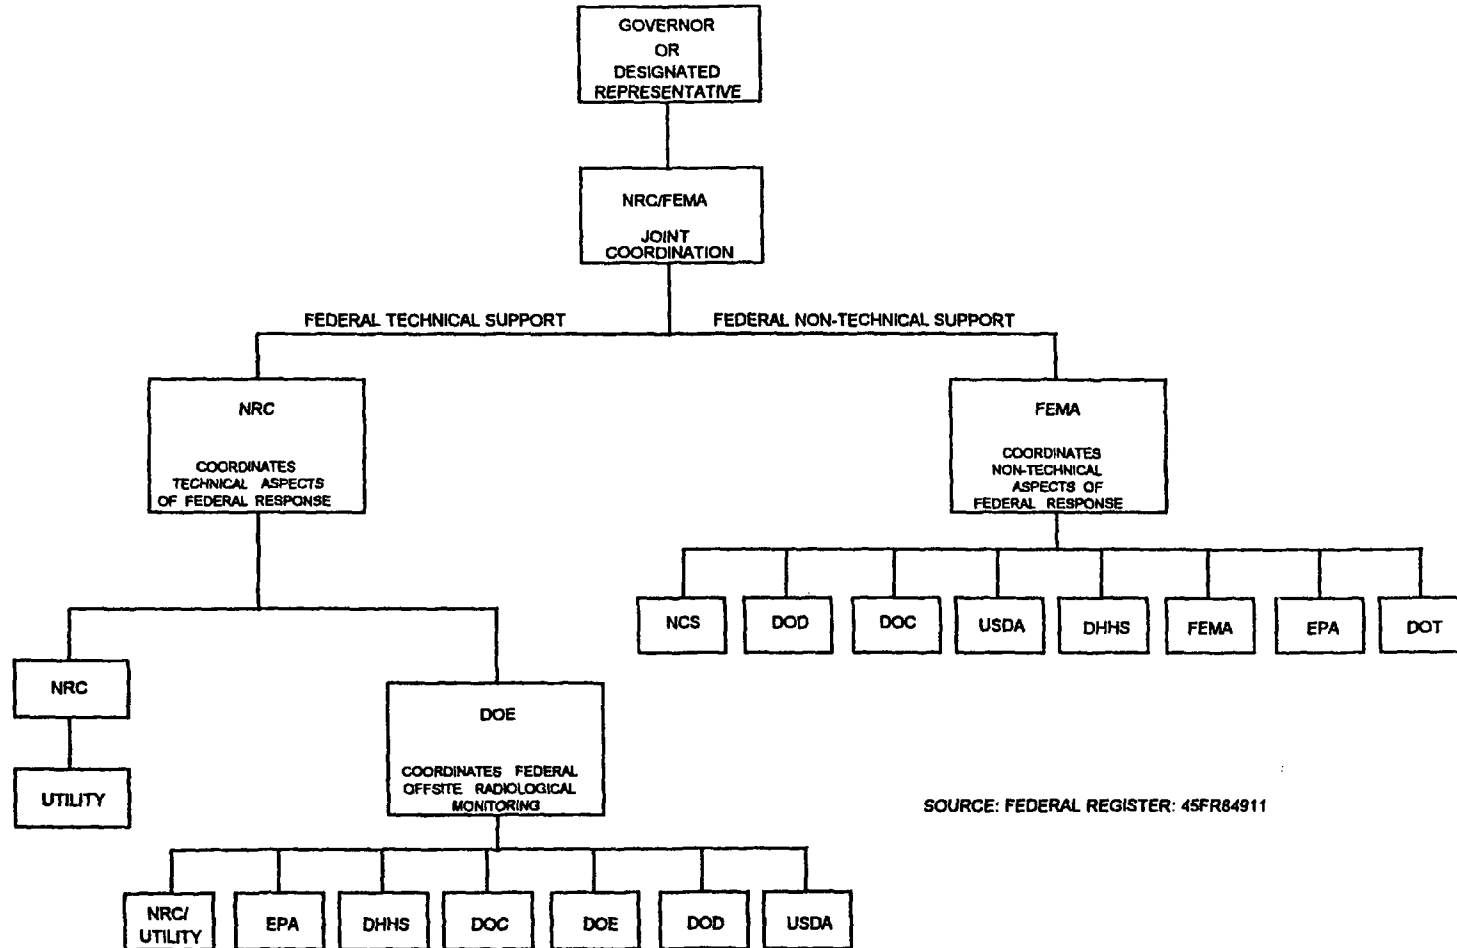 GOVERNOR
OR
DESIGNATED
REPRESENTATIVE
NRC/FEMA
JOINT
COORDINATION
FEDERAL TECHNICAL SUPPORT
FEDERAL NON-TECHNICAL SUPPORT
NRC
COORDINATES
TECHNICAL ASPECTS
OF FEDERAL RESPONSE
FEMA
COORDINATES
NON-TECHNICAL
ASPECTS OF
FEDERAL RESPONSE
NCS
DOD
DOC
USDA
DHHS
FEMA
EPA
DOT
NRC
UTILITY
DOE
COORDINATES FEDERAL
OFFSITE RADIOLOGICAL
MONITORING
SOURCE: FEDERAL REGISTER: 45FR84911
NRC/
UTILITY
EPA
DHHS
DOC
DOE
DOD
USDA